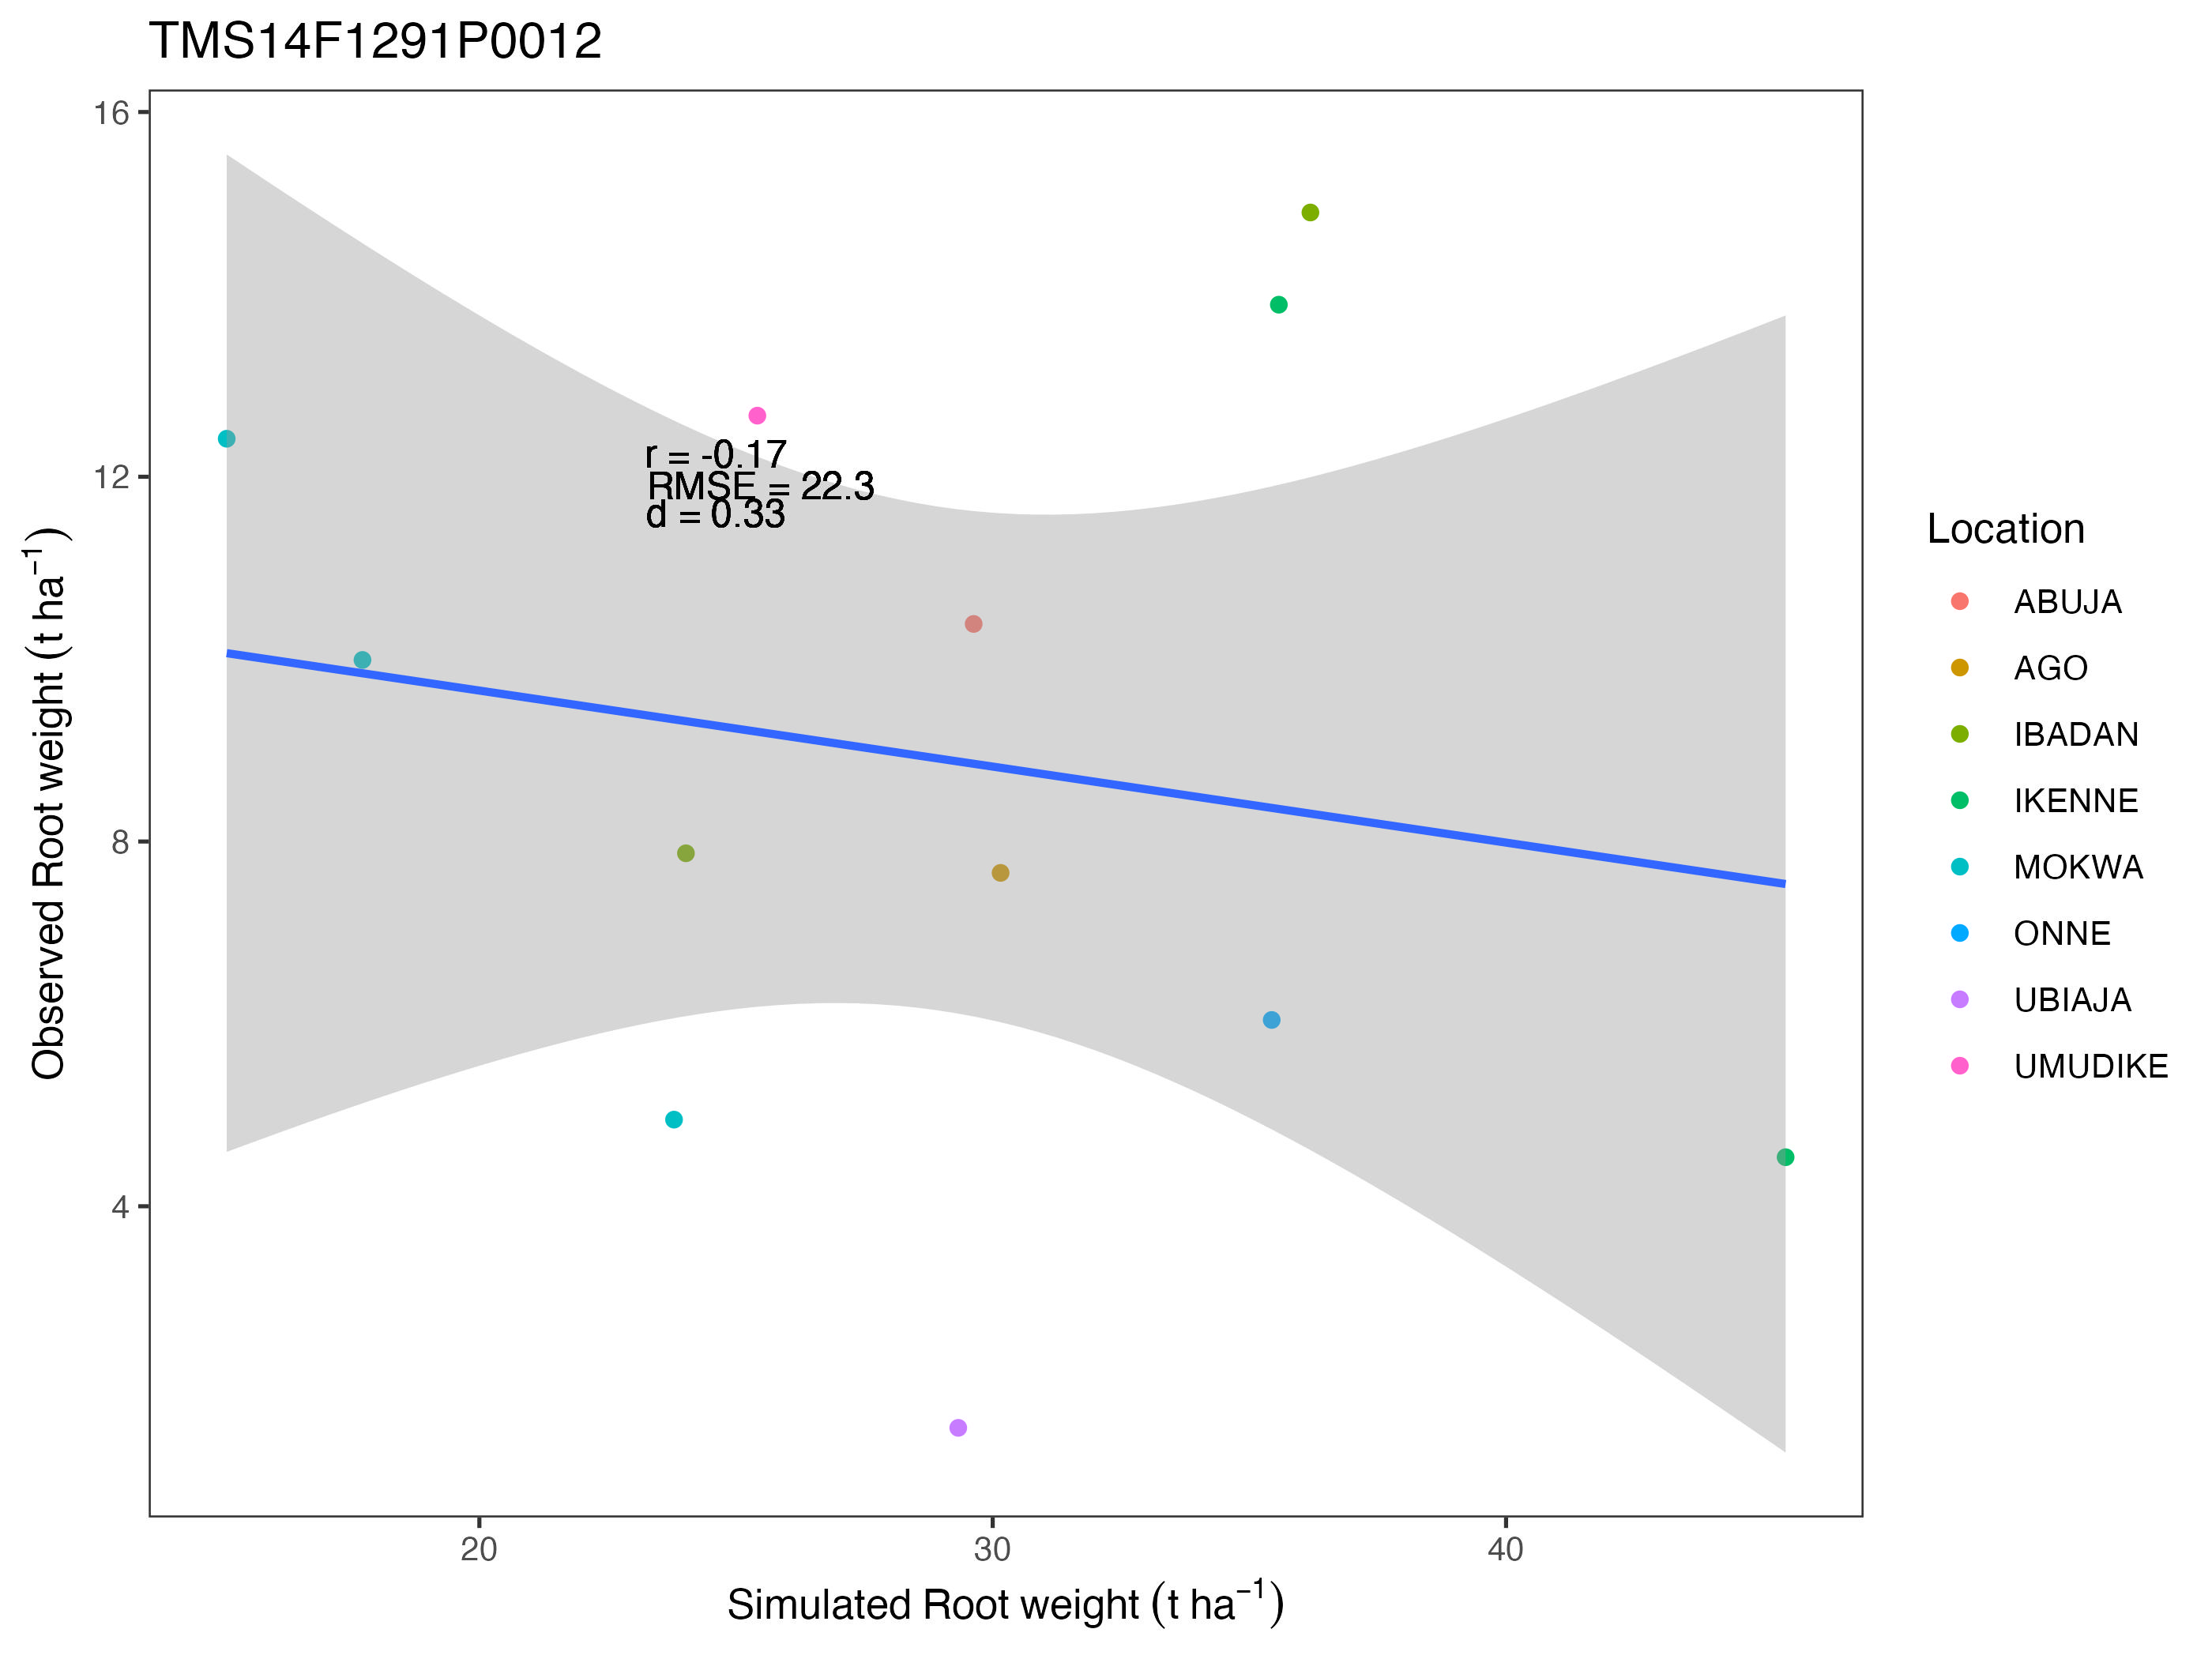 TMS14F1291P0012
16
12
8
4
Observed Root weight (t ha⁻¹)
r = -0.17
RMSE = 22.3
d = 0.33
20
30
40
Simulated Root weight (t ha⁻¹)
Location
ABUJA
AGO
IBADAN
IKENNE
MOKWA
ONNE
UBIAJA
UMUDIKE